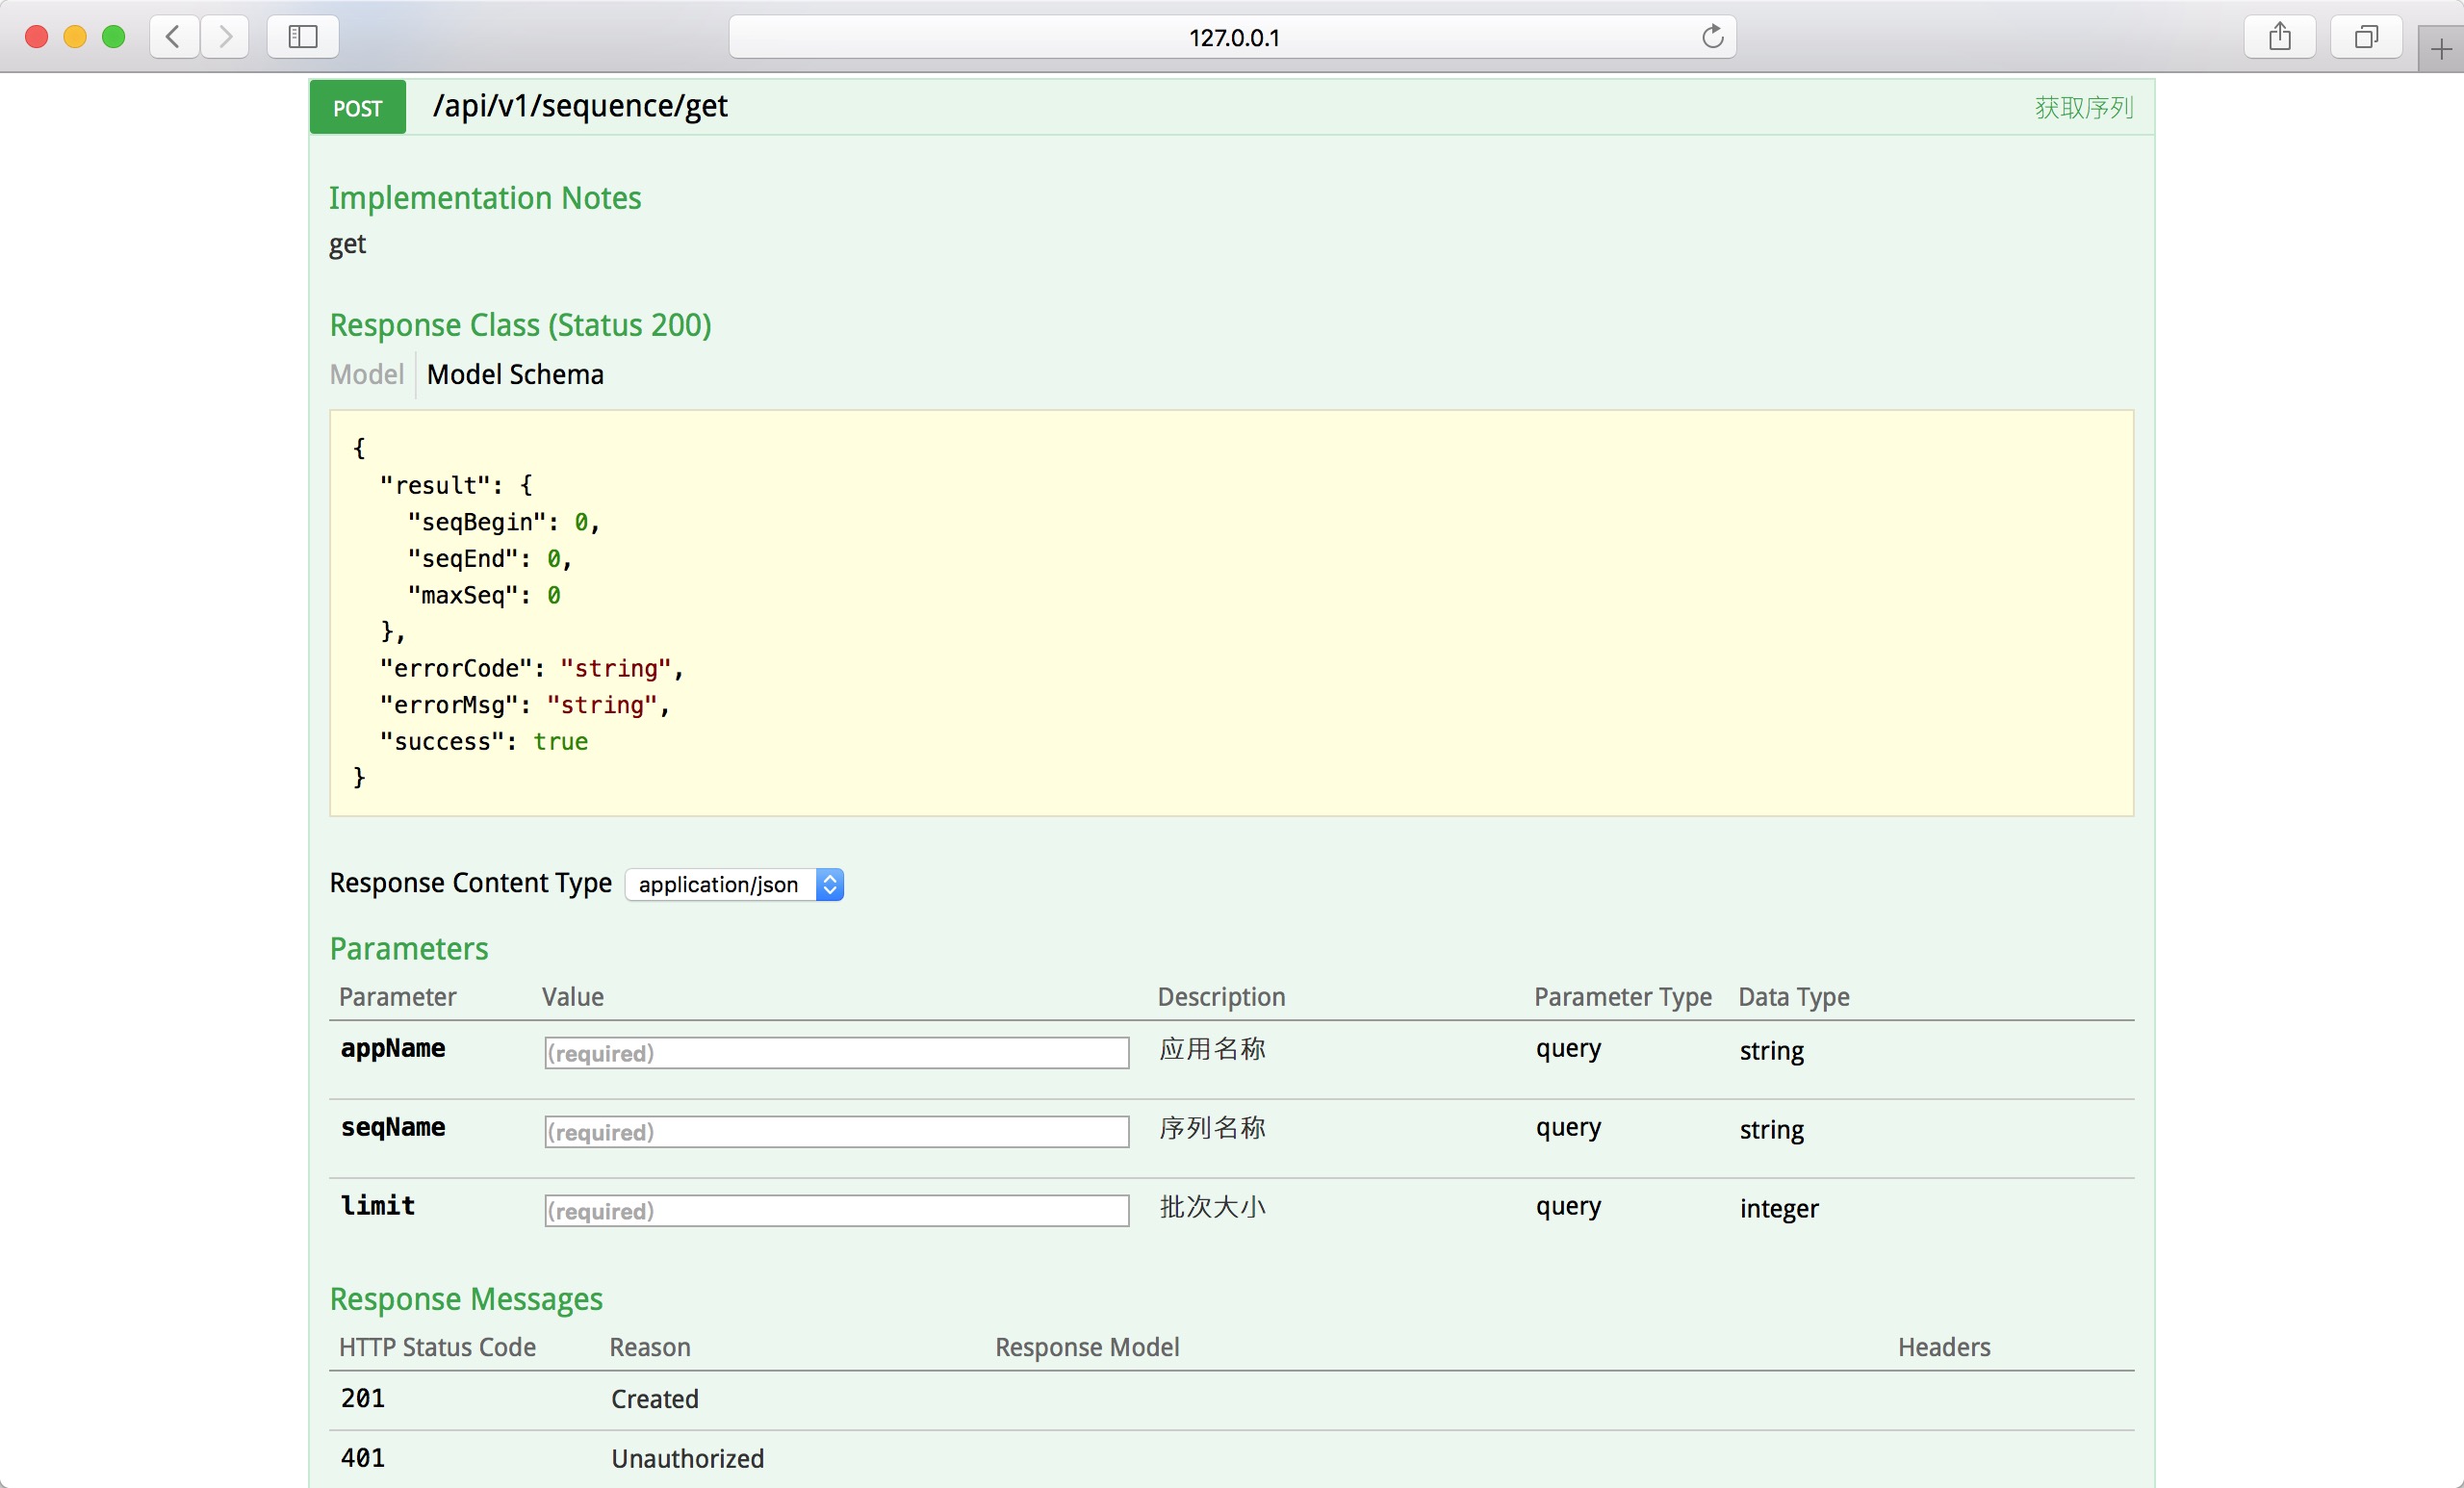 127.0.0.1
POST /api/v1/sequence/get 获取序列
Implementation Notes
get
Response Class (Status 200)
Model Model Schema
{
"result": {
"seqBegin": 0,
"seqEnd": 0,
"maxSeq": 0
},
"errorCode": "string",
"errorMsg": "string",
"success": true
}
Response Content Type application/json
Parameters
Parameter Value Description Parameter Type Data Type
appName (required) 应用名称 query string
seqName (required) 序列名称 query string
limit (required) 批次大小 query integer
Response Messages
HTTP Status Code Reason Response Model Headers
201 Created
401 Unauthorized